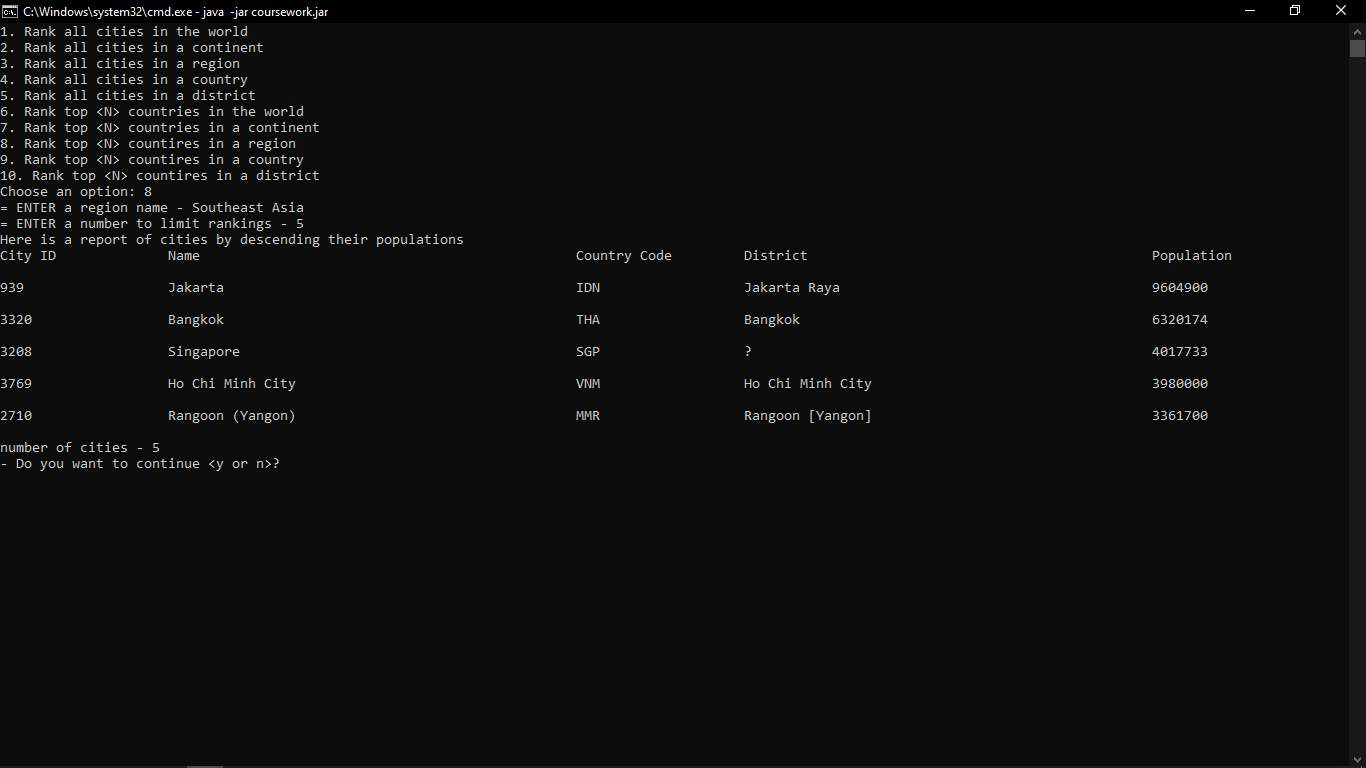 C:\Windows\system32\cmd.exe - java  -jar coursework.jar
1. Rank all cities in the world
2. Rank all cities in a continent
3. Rank all cities in a region
4. Rank all cities in a country
5. Rank all cities in a district
6. Rank top <N> countries in the world
7. Rank top <N> countries in a continent
8. Rank top <N> countires in a region
9. Rank top <N> countires in a country
10. Rank top <N> countires in a district
Choose an option: 8
= ENTER a region name - Southeast Asia
= ENTER a number to limit rankings - 5
Here is a report of cities by descending their populations
City ID Name Country Code District Population
939 Jakarta IDN Jakarta Raya 9604900
3320 Bangkok THA Bangkok 6320174
3208 Singapore SGP ? 4017733
3769 Ho Chi Minh City VNM Ho Chi Minh City 3980000
2710 Rangoon (Yangon) MMR Rangoon [Yangon] 3361700
number of cities - 5
- Do you want to continue <y or n>?